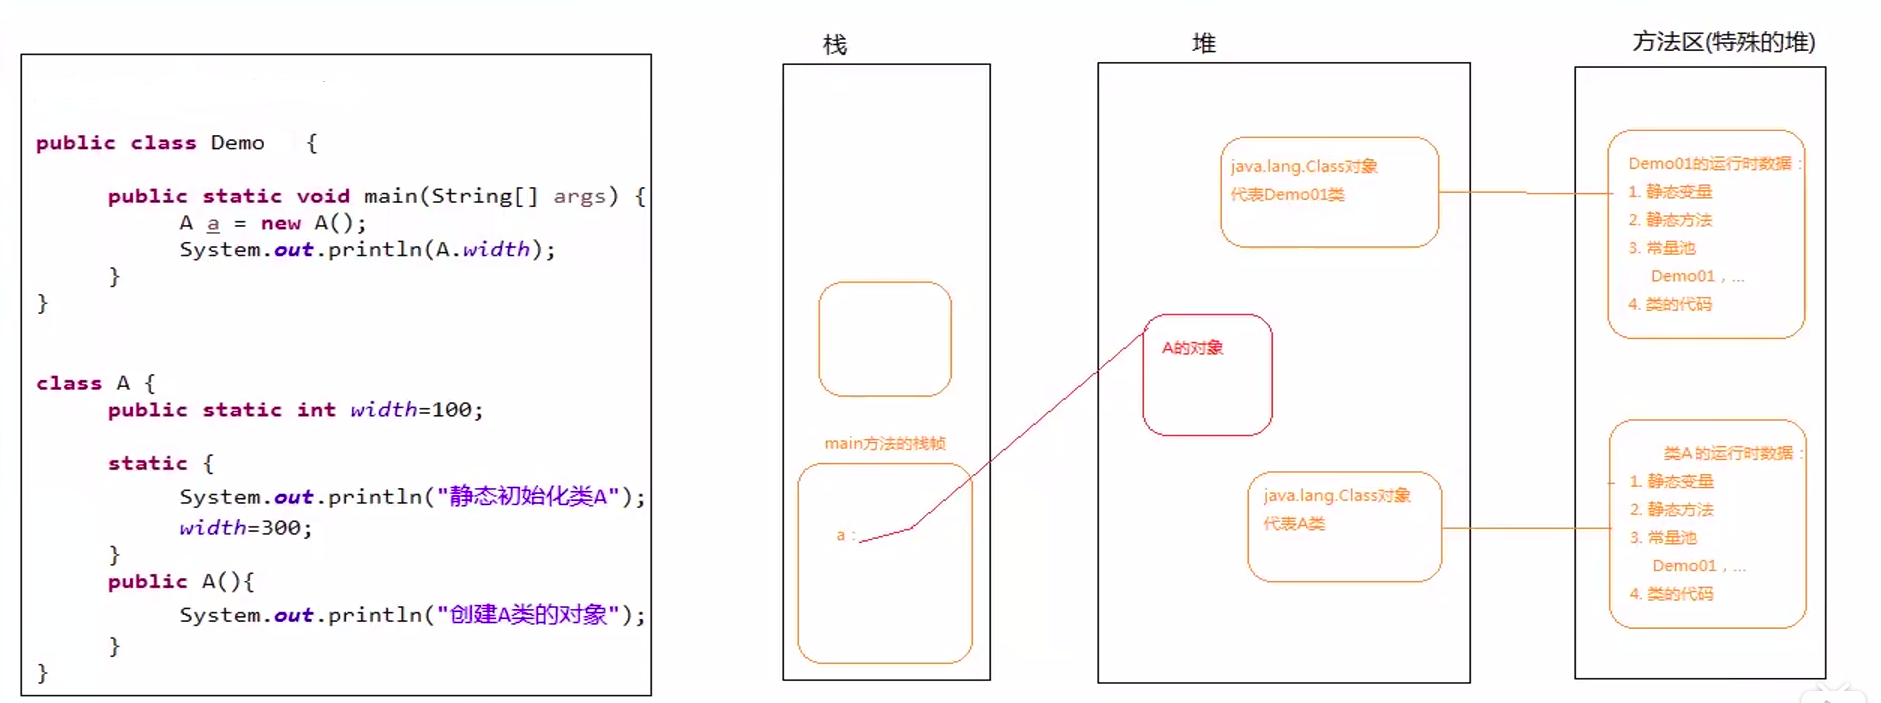 public class Demo {
public static void main(String[] args) {
A a = new A();
System.out.println(A.width);
}
}
class A {
public static int width=100;
static {
System.out.println("静态初始化类A");
width=300;
}
public A(){
System.out.println("创建A类的对象");
}
}
栈
main方法的栈帧
a：
堆
java.lang.Class对象
代表Demo01类
A的对象
java.lang.Class对象
代表A类
方法区(特殊的堆)
Demo01的运行时数据：
1. 静态变量
2. 静态方法
3. 常量池
Demo01，...
4. 类的代码
类A的运行时数据：
1. 静态变量
2. 静态方法
3. 常量池
Demo01，...
4. 类的代码